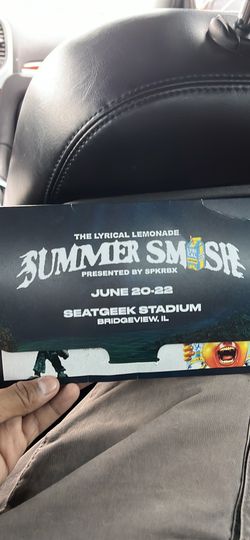 THE LYRICAL LEMONADE
SUMMER SMASH
PRESENTED BY SPKRBX
JUNE 20-22
SEATGEEK STADIUM
BRIDGEVIEW, IL